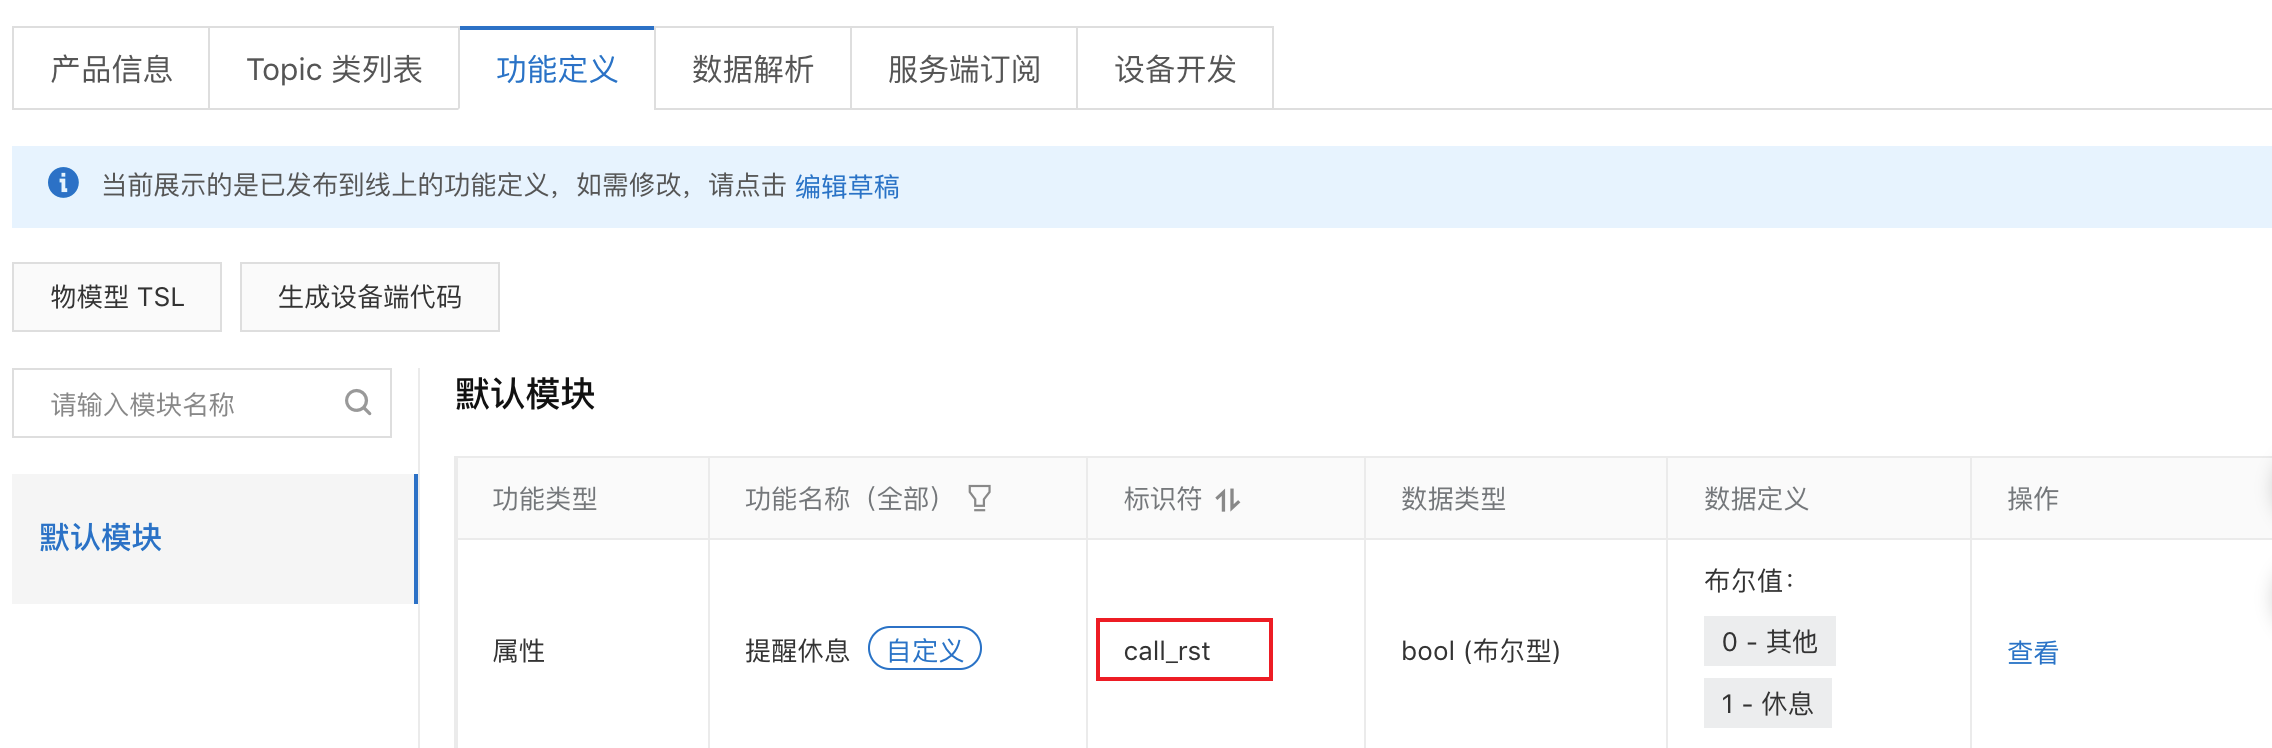 产品信息 Topic 类列表 功能定义 数据解析 服务端订阅 设备开发
当前展示的是已发布到线上的功能定义，如需修改，请点击 编辑草稿
物模型 TSL 生成设备端代码
请输入模块名称
默认模块
默认模块
功能类型 功能名称（全部） 标识符 数据类型 数据定义 操作
属性 提醒休息 自定义 call_rst bool (布尔型) 布尔值：
0 - 其他
1 - 休息
查看